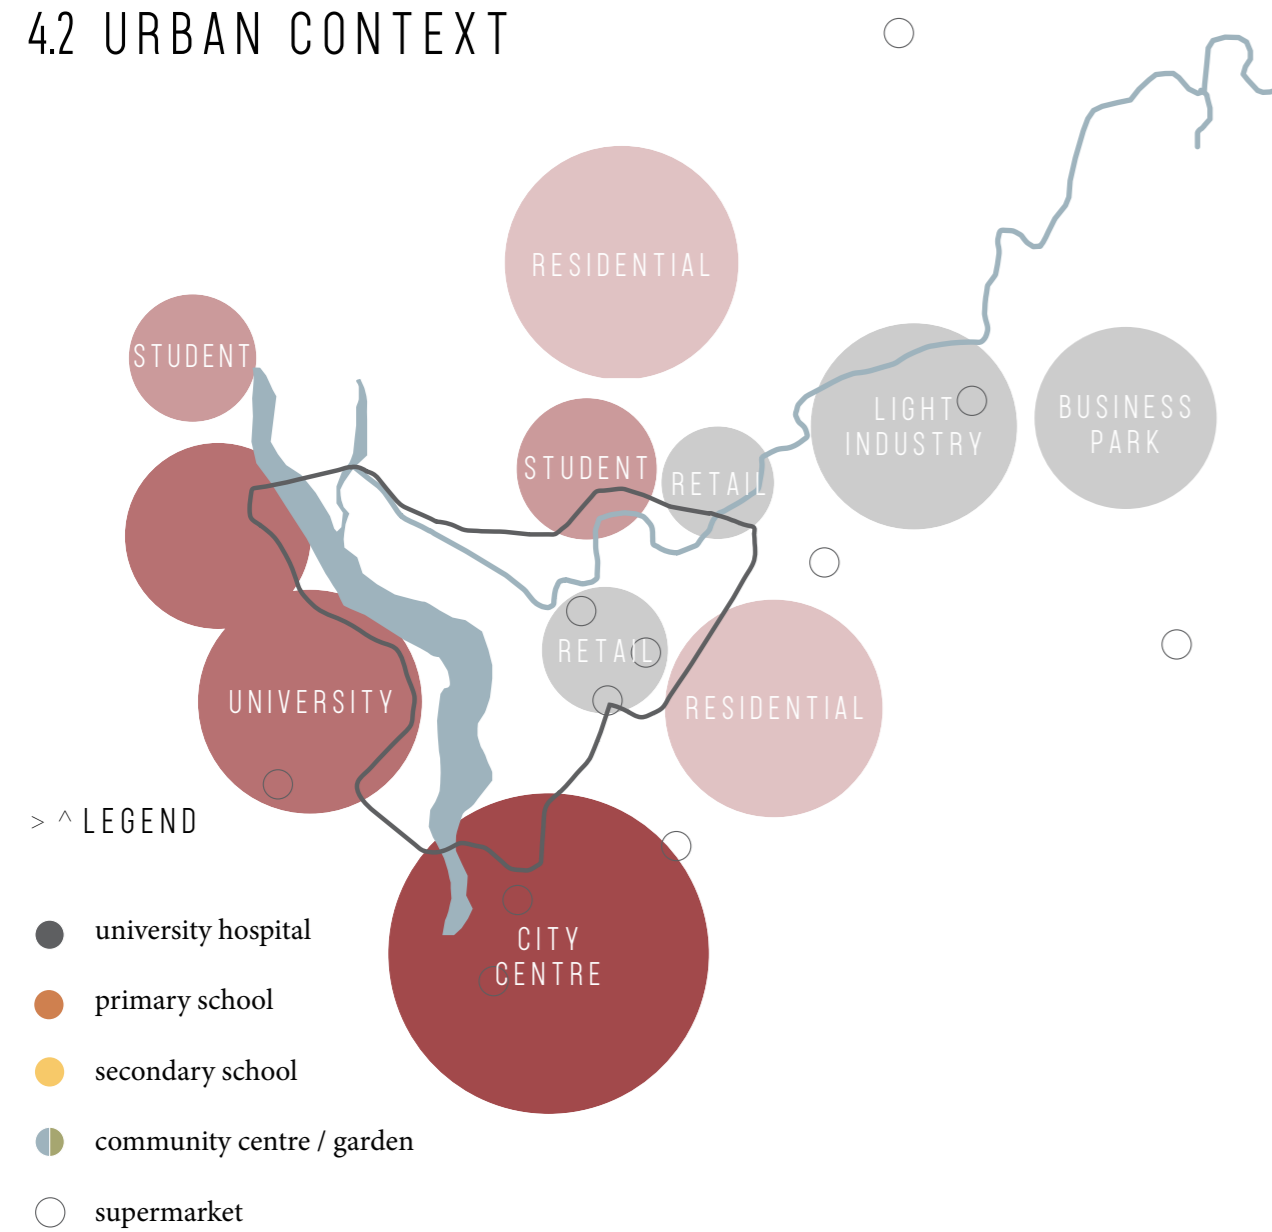 4.2 URBAN CONTEXT
RESIDENTIAL
STUDENT
STUDENT
RETAIL
LIGHT
INDUSTRY
BUSINESS
PARK
RETAIL
UNIVERSITY
RESIDENTIAL
CITY
CENTRE
> ^ LEGEND
university hospital
primary school
secondary school
community centre / garden
supermarket